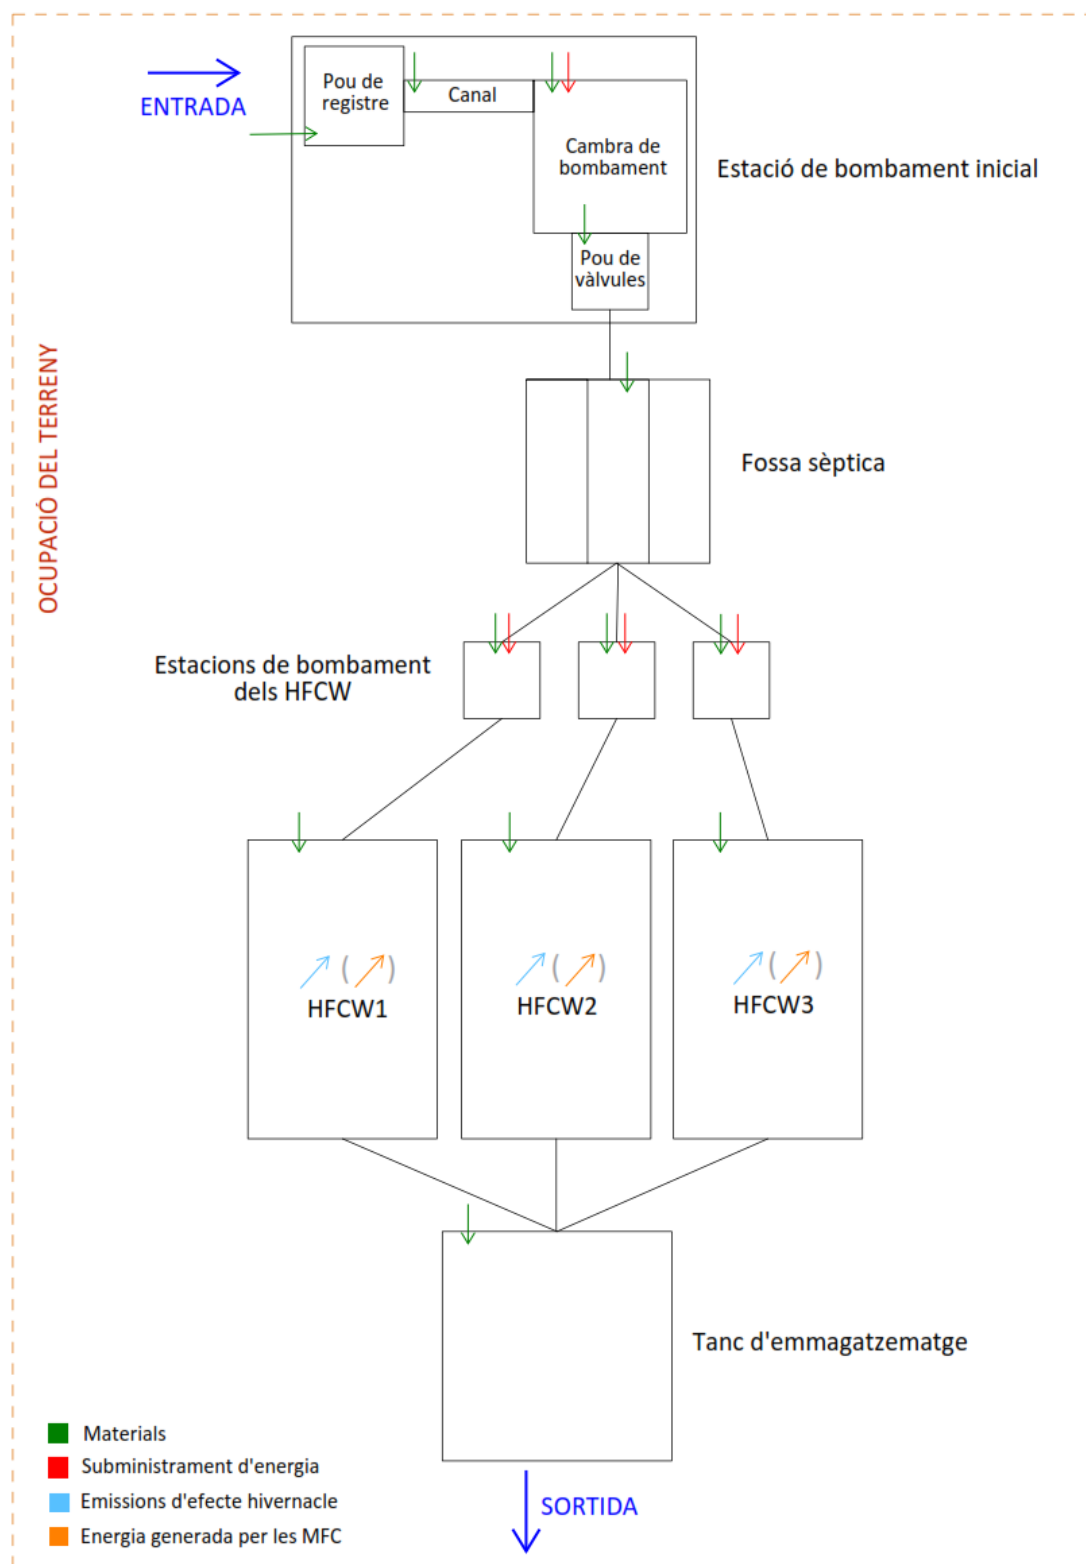 Pou de
registre
Canal
ENTRADA
Cambra de
bombament
Estació de bombament inicial
Pou de
vàlvules
OCUPACIÓ DEL TERRENY
Fossa sèptica
Estacions de bombament
dels HFCW
( )
HFCW1
( )
HFCW2
( )
HFCW3
Tanc d'emmagatzematge
Materials
Subministrament d'energia
Emissions d'efecte hivernacle
Energia generada per les MFC
SORTIDA